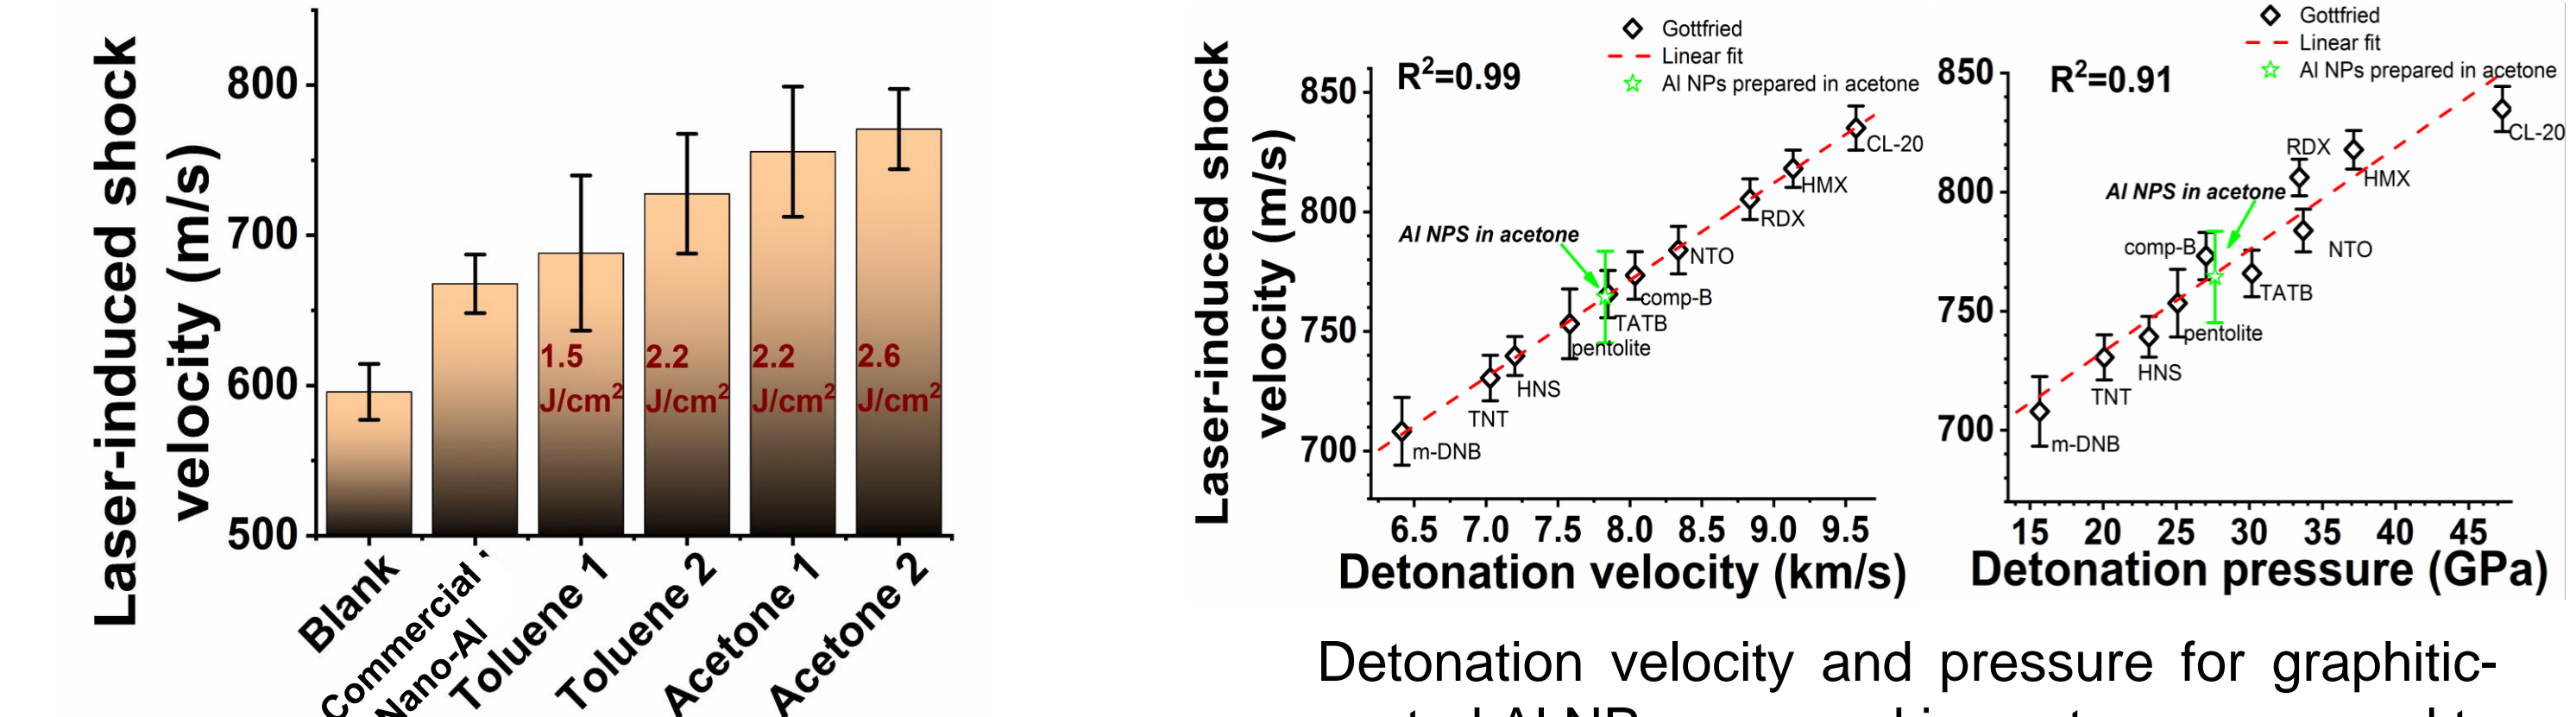 Laser-induced shock
velocity (m/s)
800
700
600
500
1.5
J/cm²
2.2
J/cm²
2.2
J/cm²
2.6
J/cm²
Blank
Commercial
Nano-Al
Toluene 1
Toluene 2
Acetone 1
Acetone 2
Laser-induced shock
velocity (m/s)
R²=0.99
Gottfried
Linear fit
Al NPs prepared in acetone
850
800
750
700
Al NPS in acetone
CL-20
HMX
RDX
NTO
comp-B
TATB
pentolite
HNS
TNT
m-DNB
6.5 7.0 7.5 8.0 8.5 9.0 9.5
Detonation velocity (km/s)
R²=0.91
Gottfried
Linear fit
Al NPs prepared in acetone
850
800
750
700
CL-20
RDX
HMX
Al NPS in acetone
comp-B
NTO
TATB
pentolite
HNS
TNT
m-DNB
15 20 25 30 35 40 45
Detonation pressure (GPa)
Detonation velocity and pressure for graphitic-